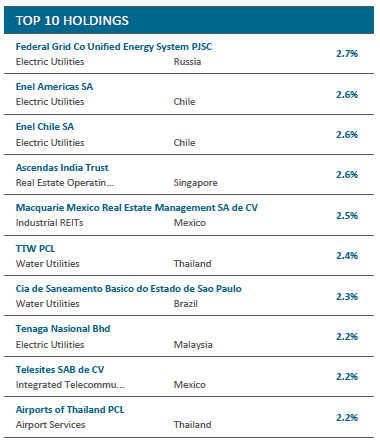 TOP 10 HOLDINGS
Federal Grid Co Unified Energy System PJSC
Electric Utilities Russia 2.7%
Enel Americas SA
Electric Utilities Chile 2.6%
Enel Chile SA
Electric Utilities Chile 2.6%
Ascendas India Trust
Real Estate Operatin... Singapore 2.6%
Macquarie Mexico Real Estate Management SA de CV
Industrial REITs Mexico 2.5%
TTW PCL
Water Utilities Thailand 2.4%
Cia de Saneamento Basico do Estado de Sao Paulo
Water Utilities Brazil 2.3%
Tenaga Nasional Bhd
Electric Utilities Malaysia 2.2%
Telesites SAB de CV
Integrated Telecommu... Mexico 2.2%
Airports of Thailand PCL
Airport Services Thailand 2.2%